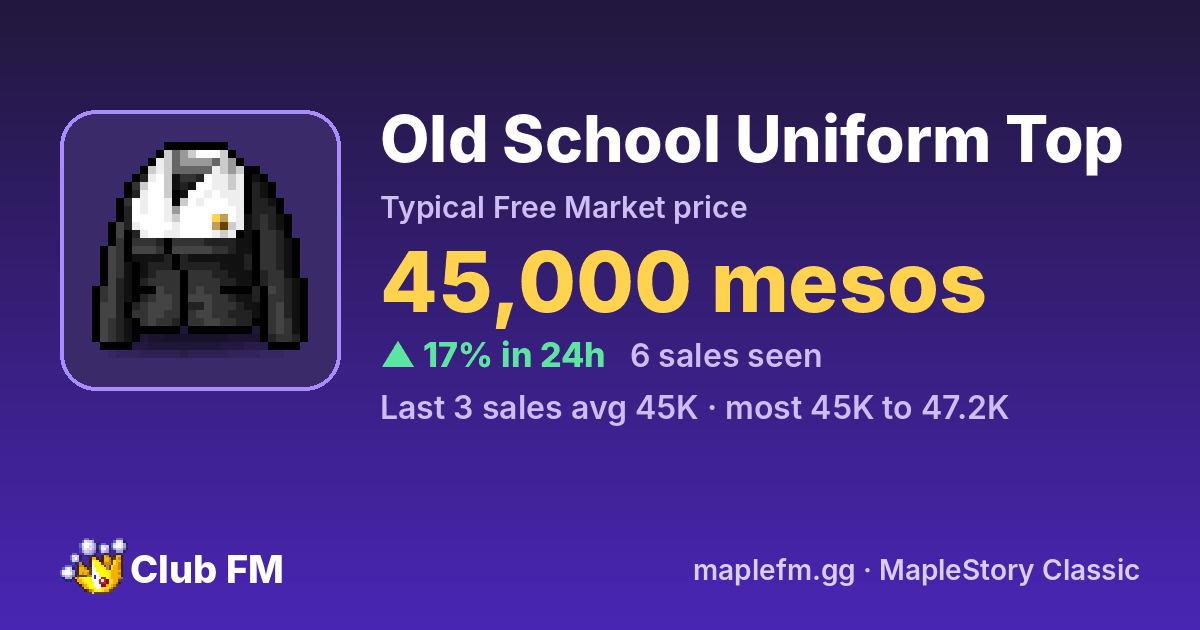 Old School Uniform Top
Typical Free Market price
45,000 mesos
▲ 17% in 24h 6 sales seen
Last 3 sales avg 45K · most 45K to 47.2K
Club FM
maplefm.gg · MapleStory Classic